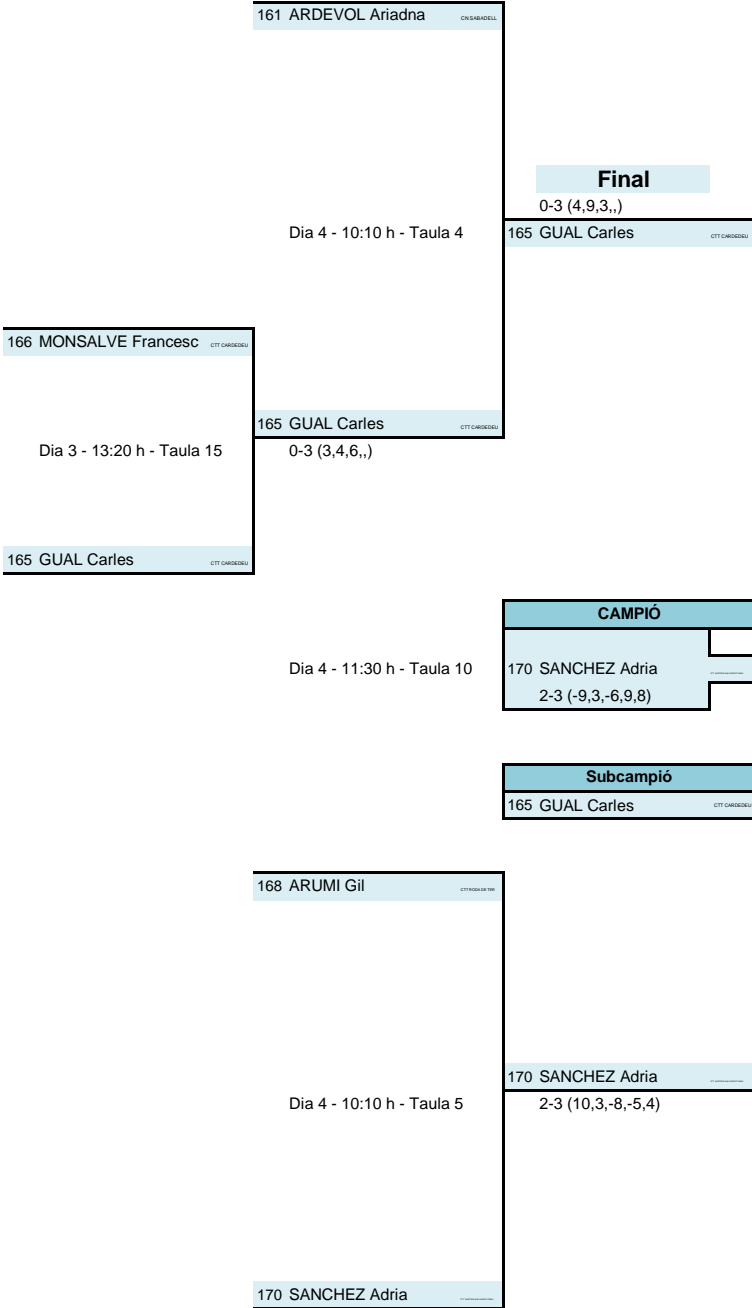 161 ARDEVOL Ariadna CN SABADELL
Final
0-3 (4,9,3,,)
Dia 4 - 10:10 h - Taula 4
165 GUAL Carles CTT CARDEDEU
166 MONSALVE Francesc CTT CARDEDEU
165 GUAL Carles CTT CARDEDEU
Dia 3 - 13:20 h - Taula 15
0-3 (3,4,6,,)
165 GUAL Carles CTT CARDEDEU
CAMPIÓ
Dia 4 - 11:30 h - Taula 10
170 SANCHEZ Adria
2-3 (-9,3,-6,9,8)
Subcampió
165 GUAL Carles CTT CARDEDEU
168 ARUMI Gil CTT RODA DE TER
170 SANCHEZ Adria
Dia 4 - 10:10 h - Taula 5
2-3 (10,3,-8,-5,4)
170 SANCHEZ Adria